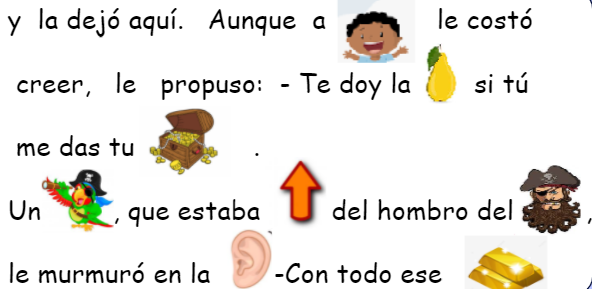 y la dejó aquí. Aunque a le costó
creer, le propuso: - Te doy la si tú
me das tu .
Un , que estaba del hombro del ,
le murmuró en la -Con todo ese